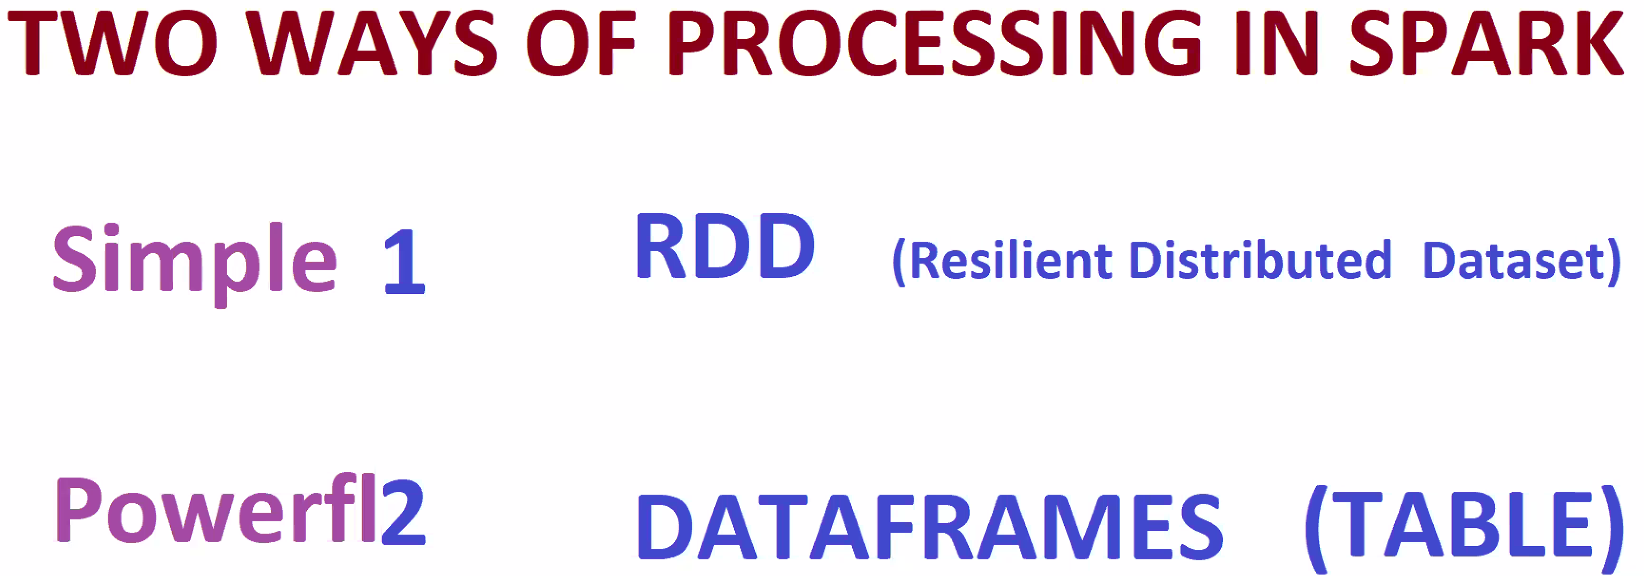 TWO WAYS OF PROCESSING IN SPARK
Simple 1 RDD (Resilient Distributed Dataset)
Powerfl2 DATAFRAMES (TABLE)